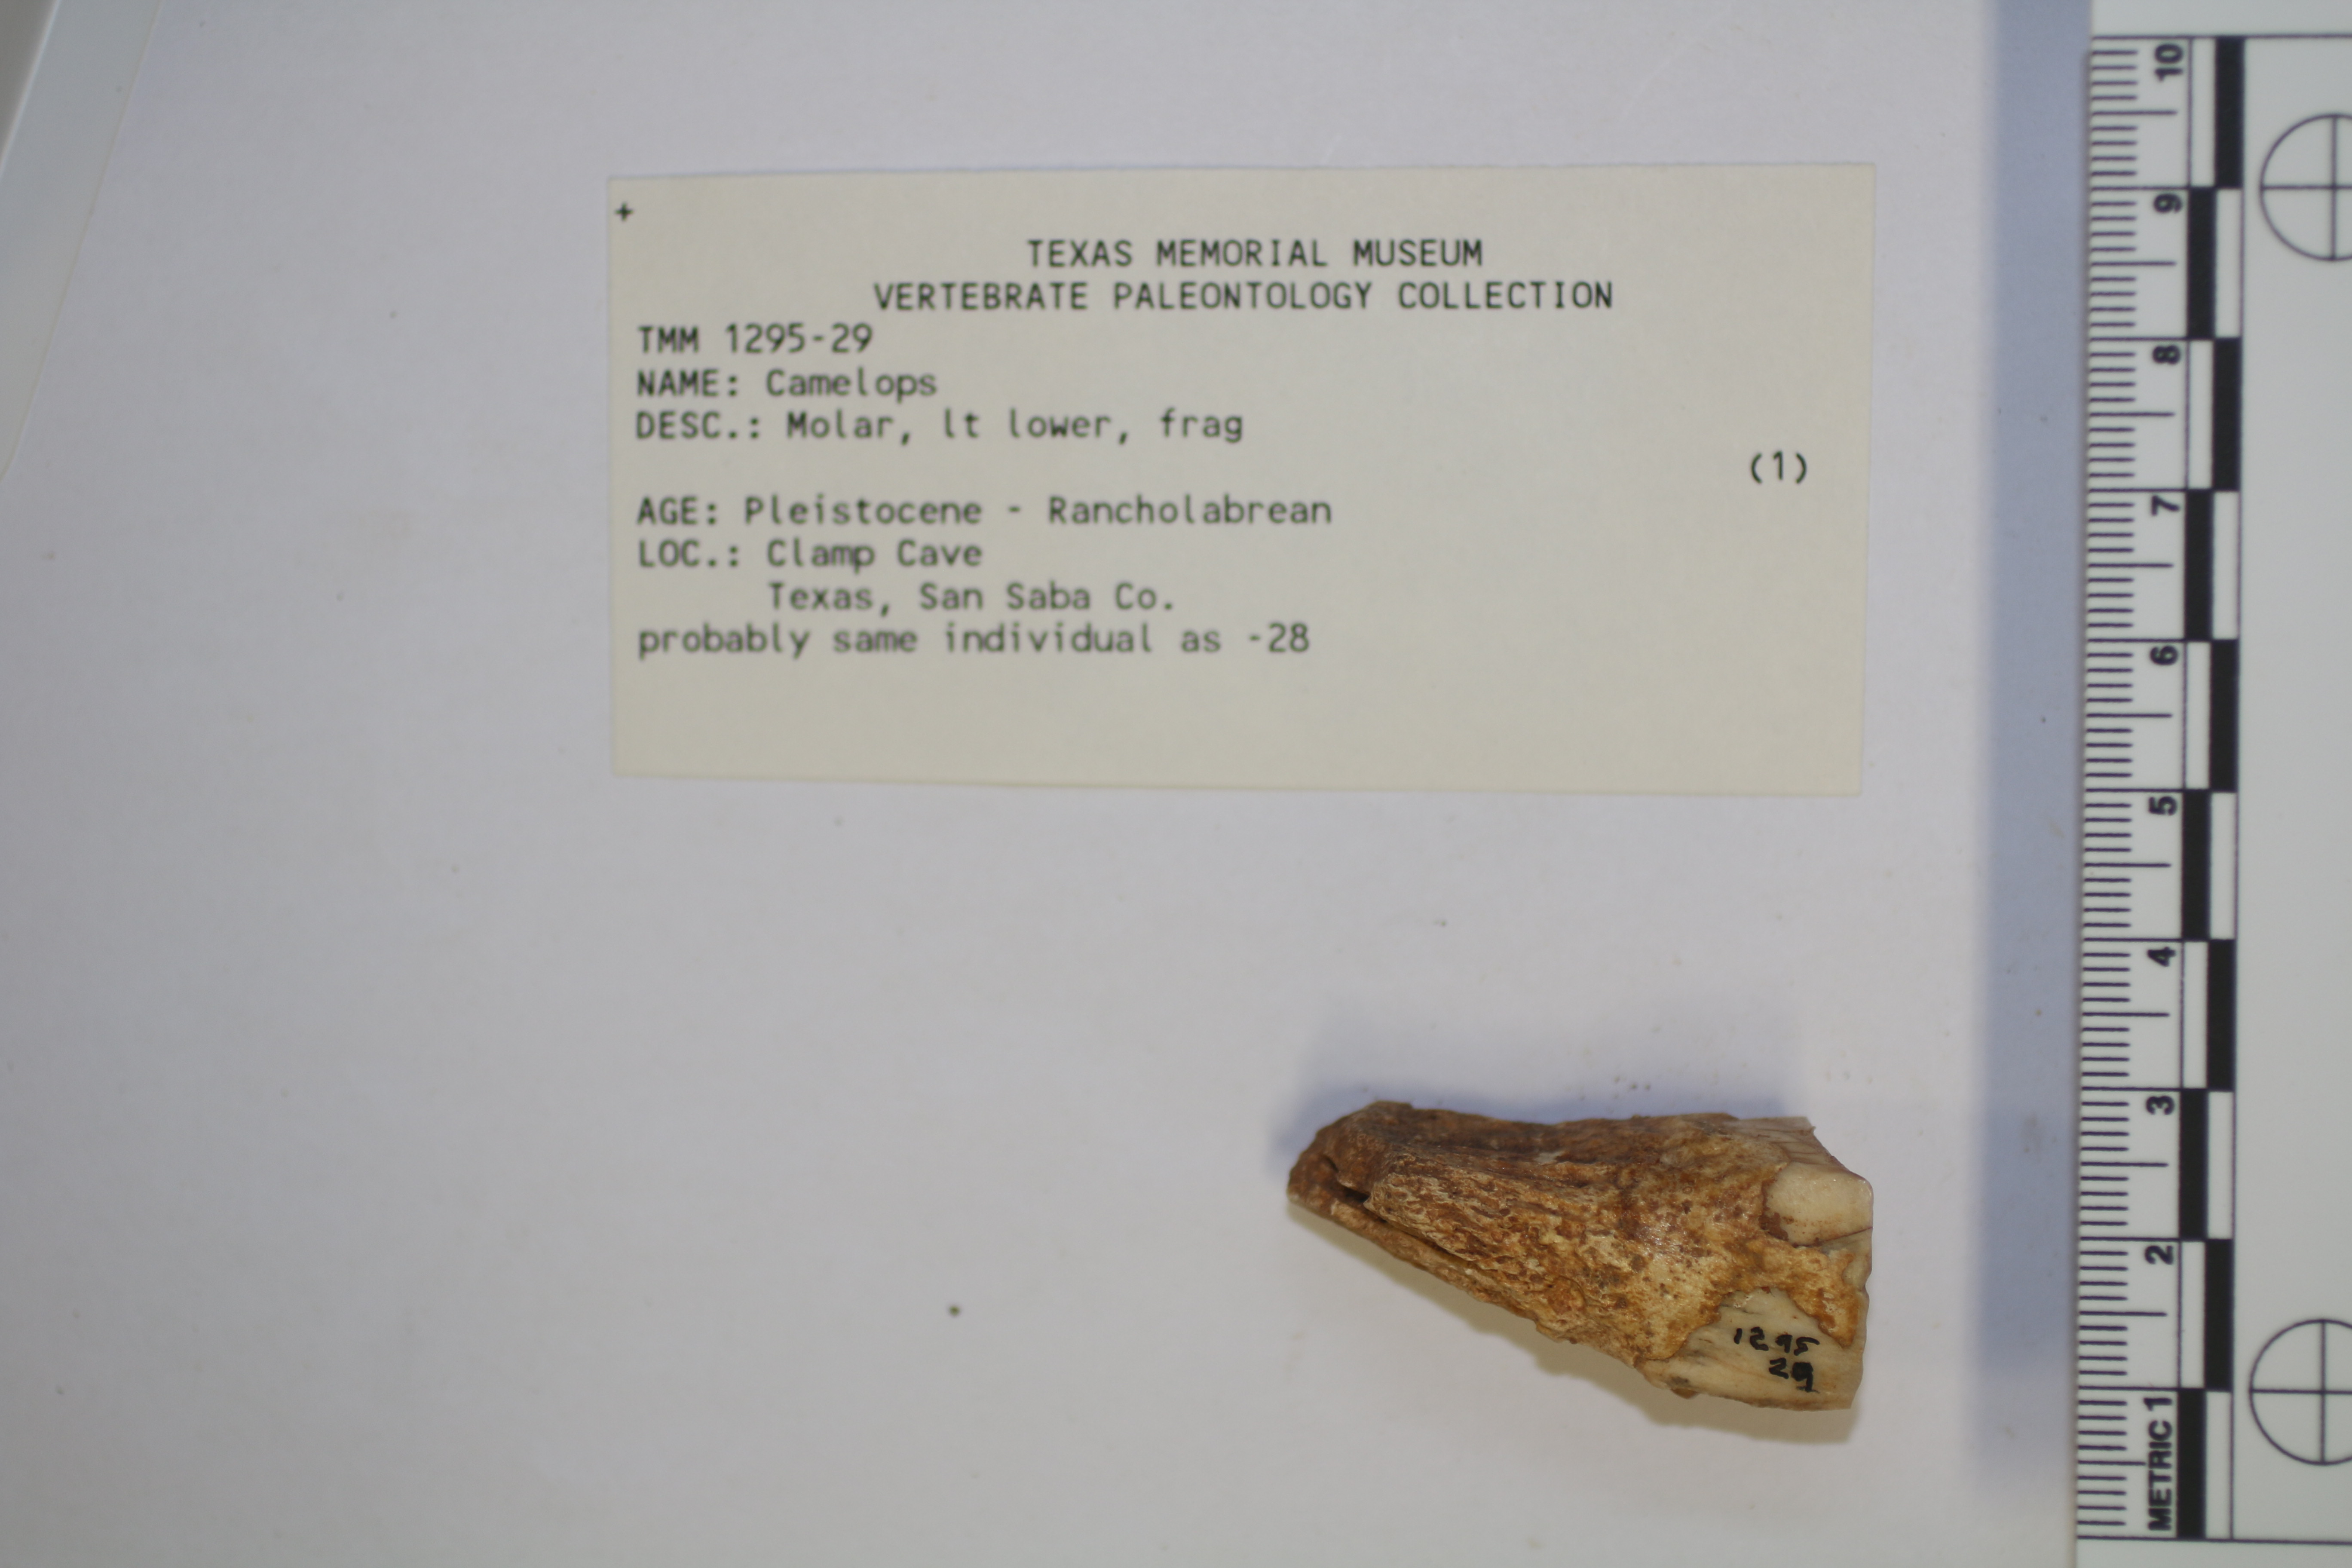 +
TEXAS MEMORIAL MUSEUM
VERTEBRATE PALEONTOLOGY COLLECTION
TMM 1295-29
NAME: Camelops
DESC.: Molar, lt lower, frag
(1)
AGE: Pleistocene - Rancholabrean
LOC.: Clamp Cave
Texas, San Saba Co.
probably same individual as -28
1295
29
METRIC 1 2 3 4 5 6 7 8 9 10